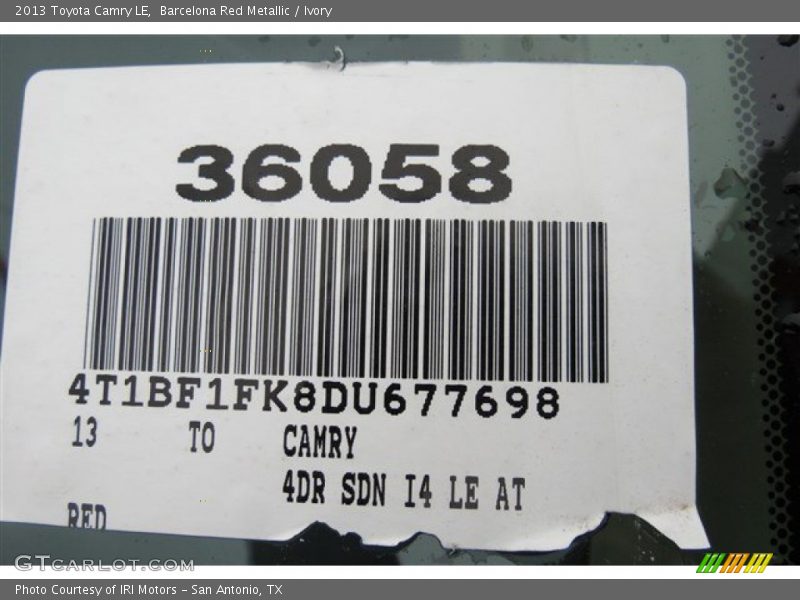 2013 Toyota Camry LE, Barcelona Red Metallic / Ivory
36058
4T1BF1FK8DU677698
13 TO CAMRY
4DR SDN I4 LE AT
RED
GTCARLOT.COM
Photo Courtesy of IRI Motors – San Antonio, TX